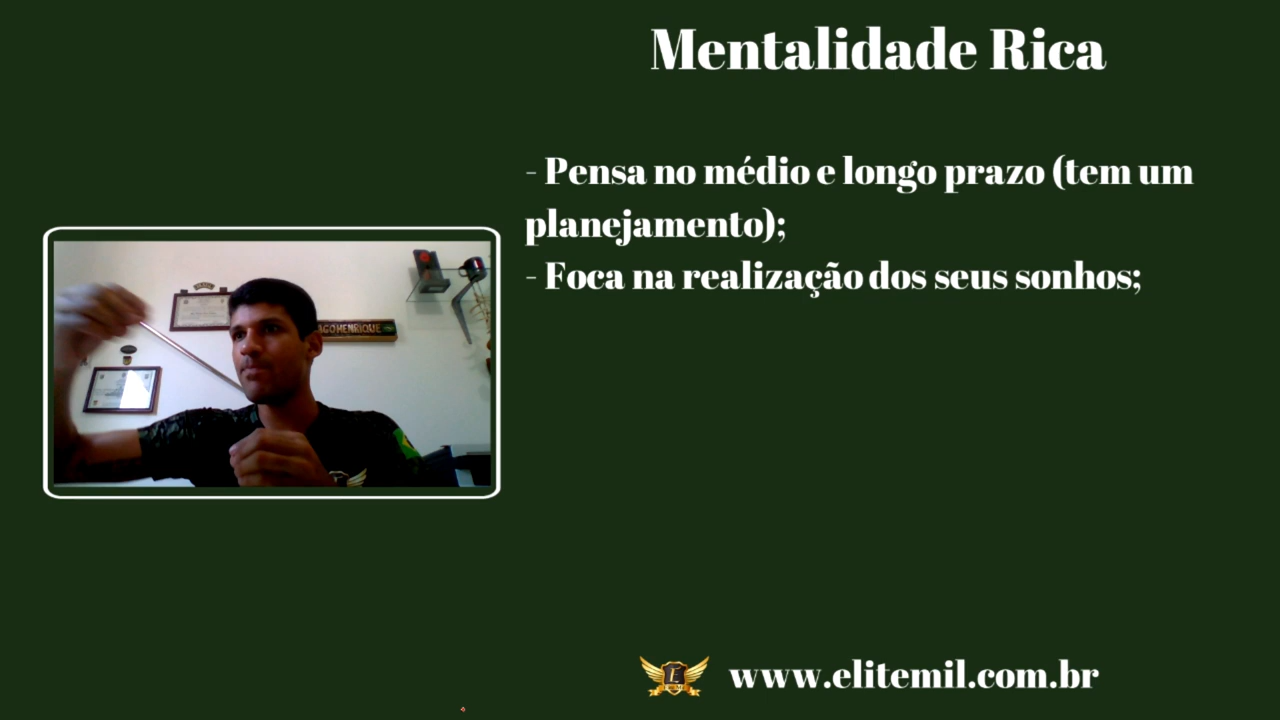 Mentalidade Rica
- Pensa no médio e longo prazo (tem um
planejamento);
- Foca na realização dos seus sonhos;
HENRIQUE
E
www.elitemil.com.br